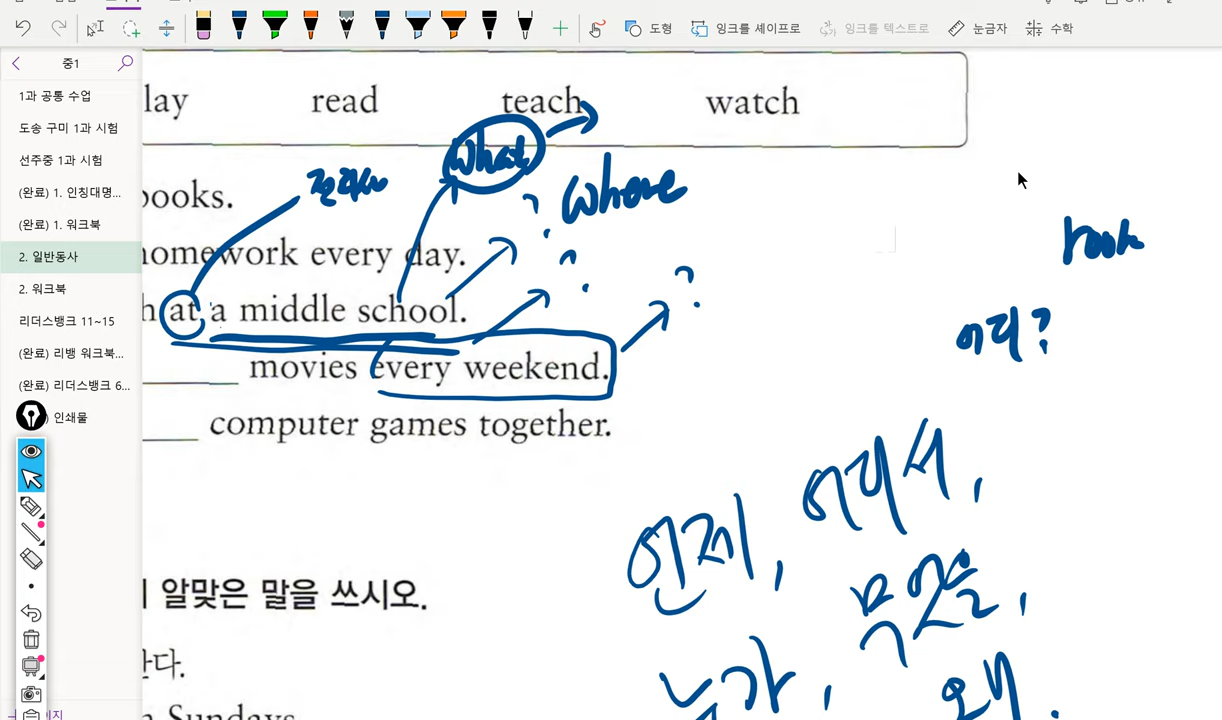 도형
잉크를 셰이프로
잉크를 텍스트로
눈금자
수학
중1
1과 공통 수업
도송 구미 1과 시험
선주중 1과 시험
(완료) 1. 인칭대명...
(완료) 1. 워크북
2. 일반동사
2. 워크북
리더스뱅크 11~15
(완료) 리뱅 워크북...
(완료) 리더스뱅크 6...
인쇄물
lay read teach watch
What
전치사
? where
books.
room
homework every day.
?
?
어디?
h at a middle school.
movies every weekend.
computer games together.
언제, 어디서,
무엇을,
누가, 왜
알맞은 말을 쓰시오.
한다.
Sundays